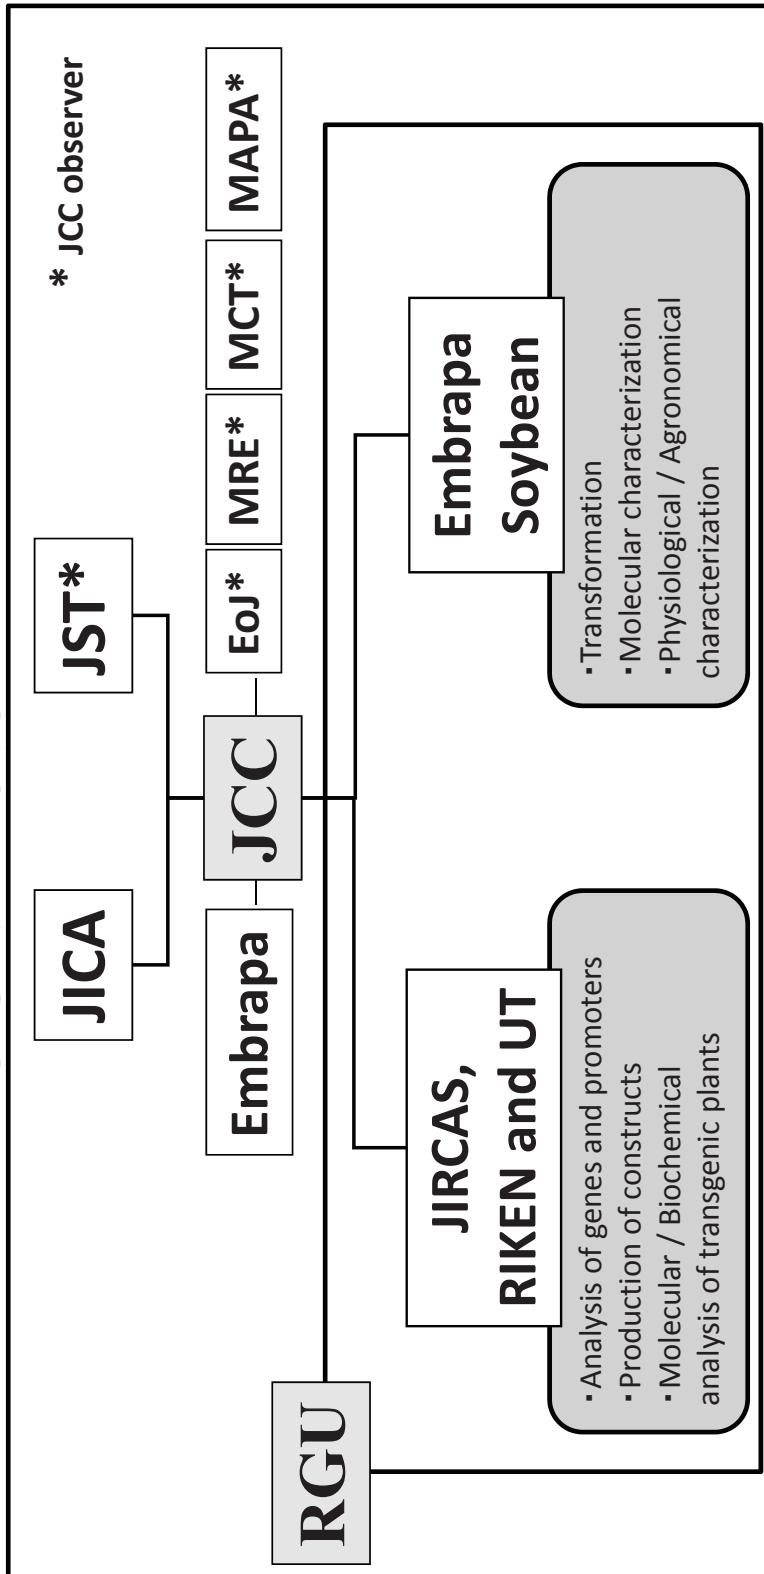 * JCC observer
JICA
JST*
Embrapa
JCC
EoJ*
MRE*
MCT*
MAPA*
RGU
JIRCAS,
RIKEN and UT
・Analysis of genes and promoters
・Production of constructs
・Molecular / Biochemical
analysis of transgenic plants
Embrapa
Soybean
・Transformation
・Molecular characterization
・Physiological / Agronomical
characterization